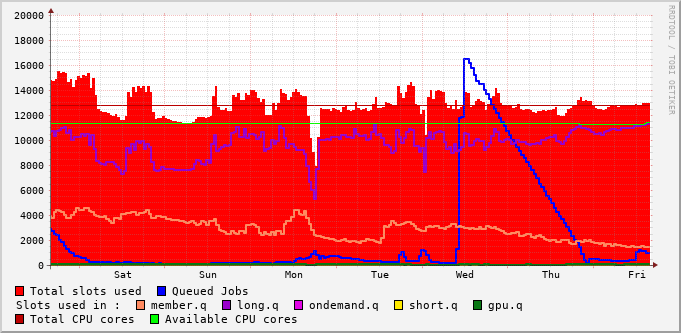 20000
18000
16000
14000
12000
10000
8000
6000
4000
2000
0
Sat Sun Mon Tue Wed Thu Fri
RRDTOOL / TOBI OETIKER
Total slots used Queued Jobs
Slots used in : member.q long.q ondemand.q short.q gpu.q
Total CPU cores Available CPU cores